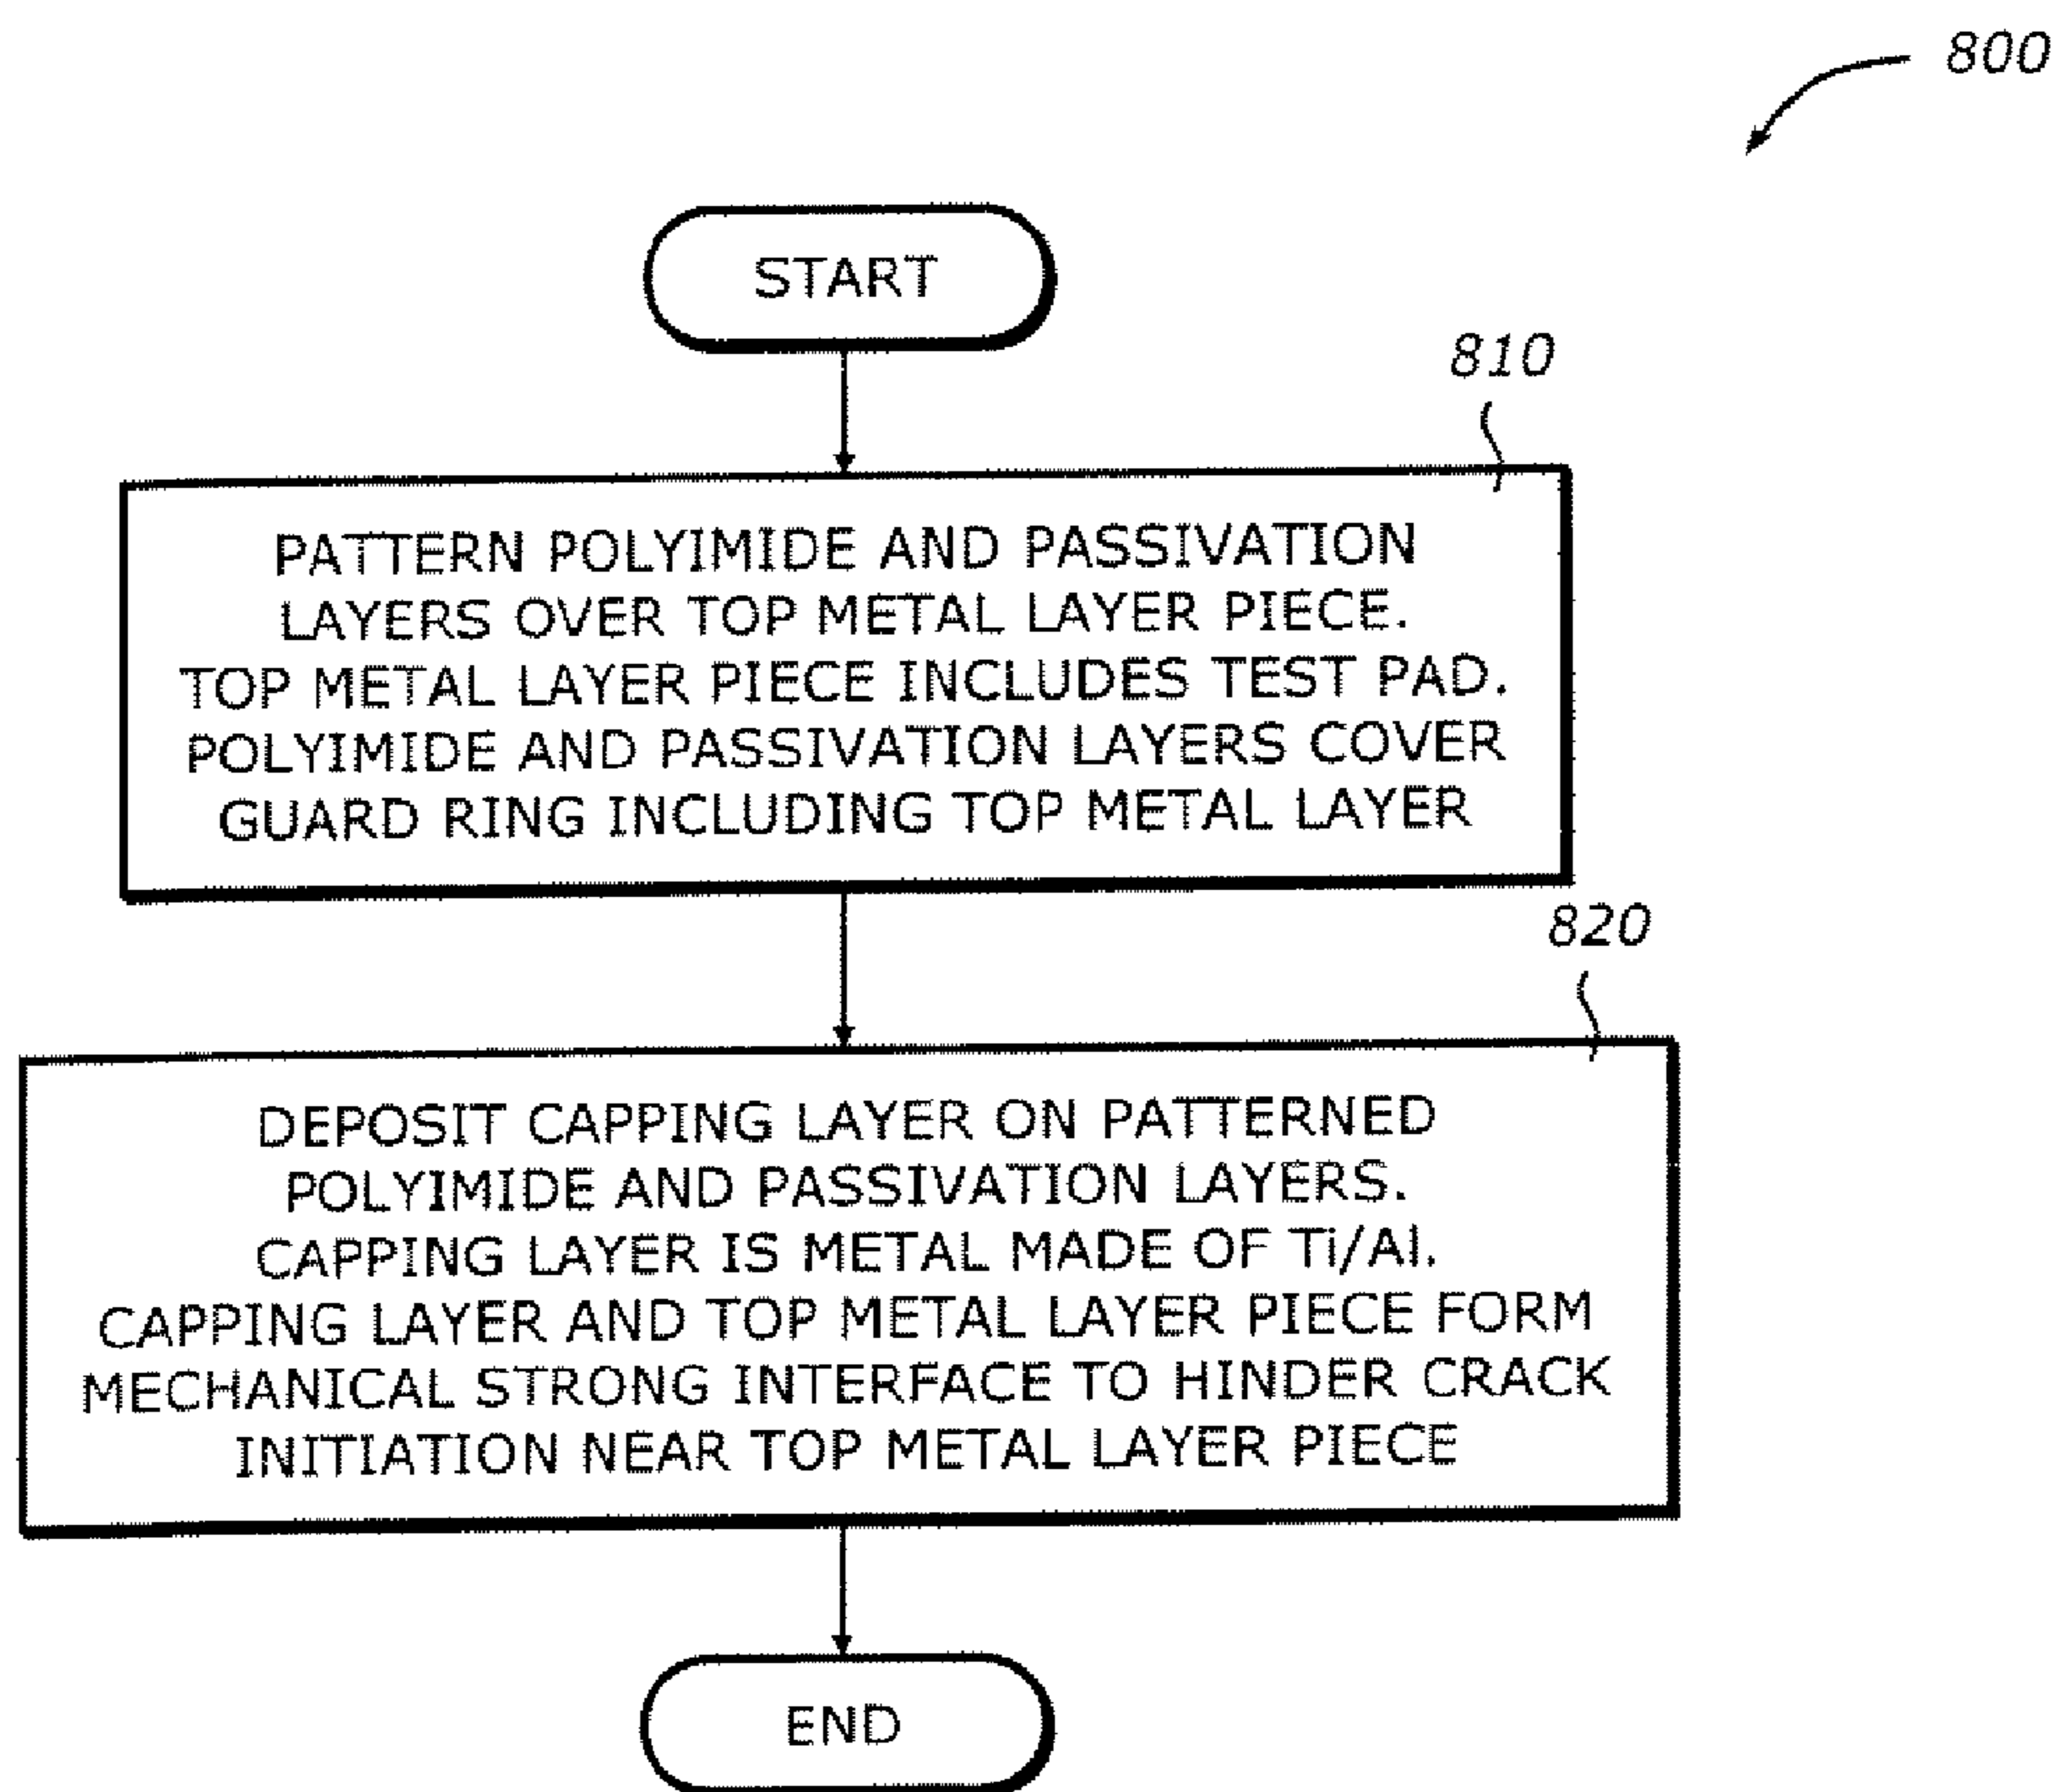 800
START
810
PATTERN POLYIMIDE AND PASSIVATION
LAYERS OVER TOP METAL LAYER PIECE.
TOP METAL LAYER PIECE INCLUDES TEST PAD.
POLYIMIDE AND PASSIVATION LAYERS COVER
GUARD RING INCLUDING TOP METAL LAYER
820
DEPOSIT CAPPING LAYER ON PATTERNED
POLYIMIDE AND PASSIVATION LAYERS.
CAPPING LAYER IS METAL MADE OF Ti/Al.
CAPPING LAYER AND TOP METAL LAYER PIECE FORM
MECHANICAL STRONG INTERFACE TO HINDER CRACK
INITIATION NEAR TOP METAL LAYER PIECE
END